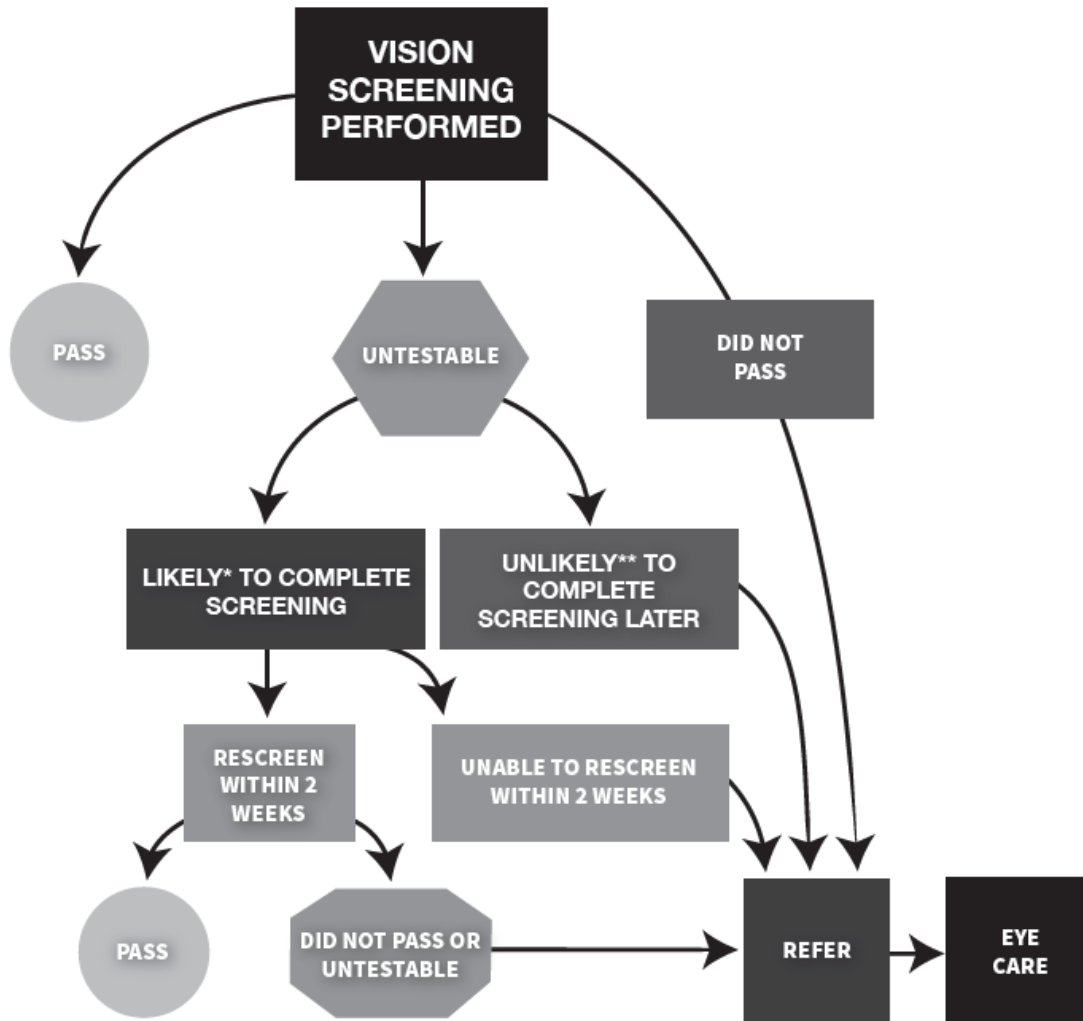 VISION
SCREENING
PERFORMED
PASS
UNTESTABLE
DID NOT
PASS
LIKELY* TO COMPLETE
SCREENING
UNLIKELY** TO
COMPLETE
SCREENING LATER
RESCREEN
WITHIN 2
WEEKS
UNABLE TO RESCREEN
WITHIN 2 WEEKS
PASS
DID NOT PASS OR
UNTESTABLE
REFER
EYE
CARE